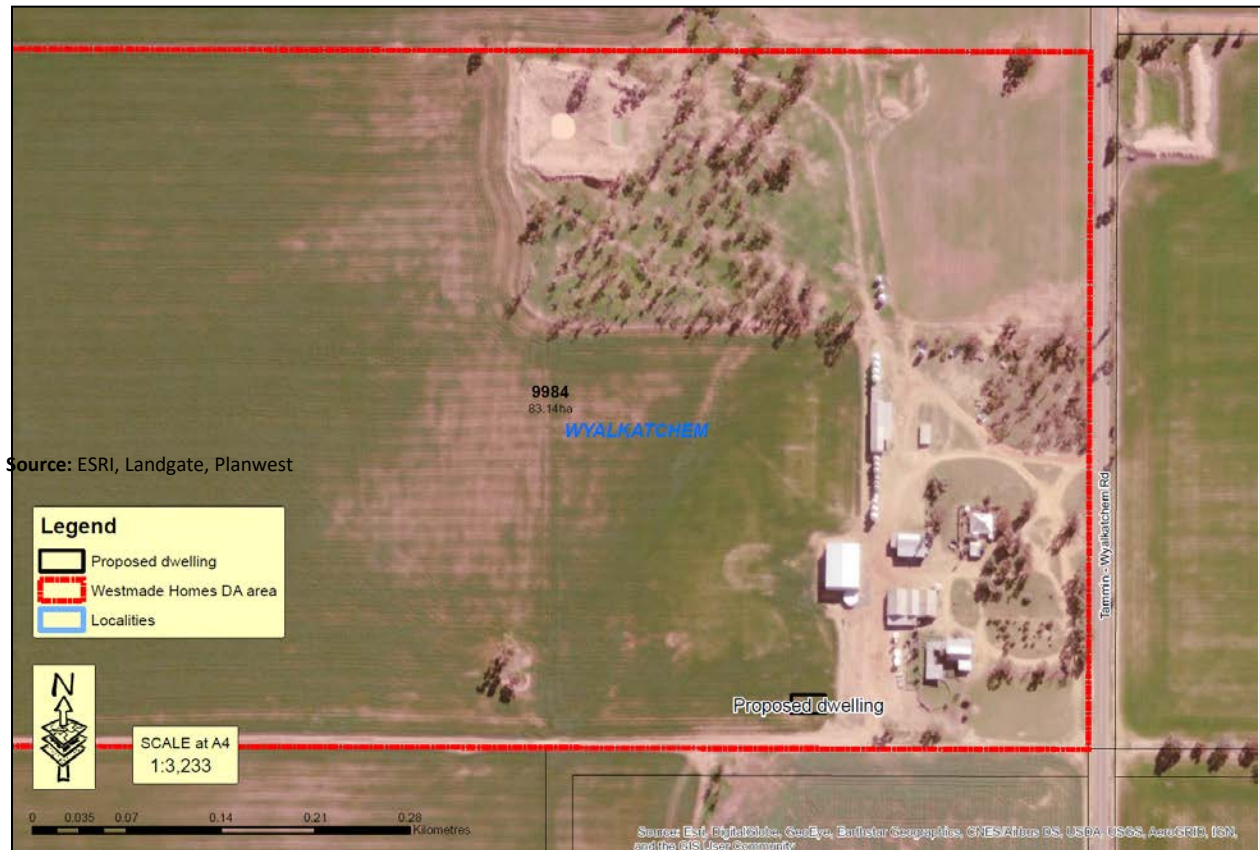 9984
83.14ha
WYALKATCHEM
Source: ESRI, Landgate, Planwest
Legend
Proposed dwelling
Westmade Homes DA area
Localities
Tammin - Wyalkatchem Rd
Proposed dwelling
N
SCALE at A4
1:3,233
0 0.035 0.07 0.14 0.21 0.28
Kilometres
Source: Esri, DigitalGlobe, GeoEye, Earthstar Geographics, CNES/Airbus DS, USDA, USGS, AeroGRID, IGN,
and the GIS User Community